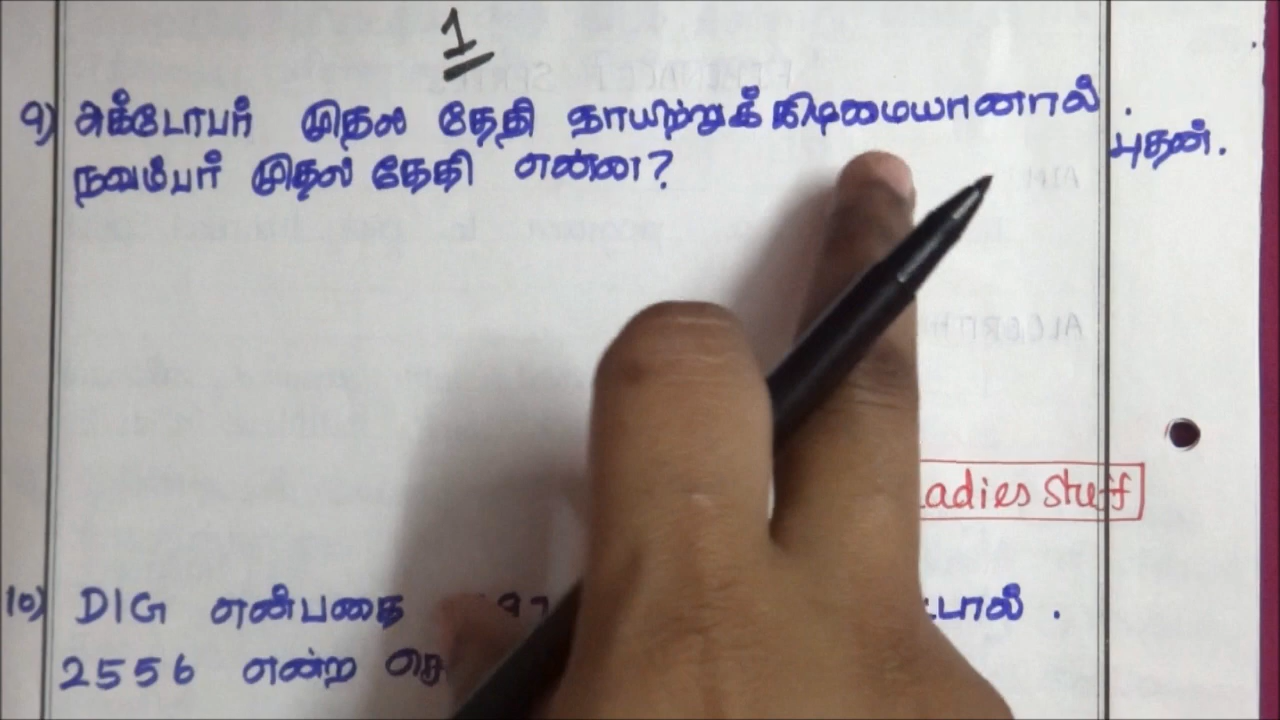 1
9) அக்டோபர் முதல தேதி ஞாயிற்றுக் கிழமையானால் .
நவம்பர் முதல் தேதி என்ன?
புதன்.
Ladies Stuff
10) DIG என்பதை
2556 என்ற